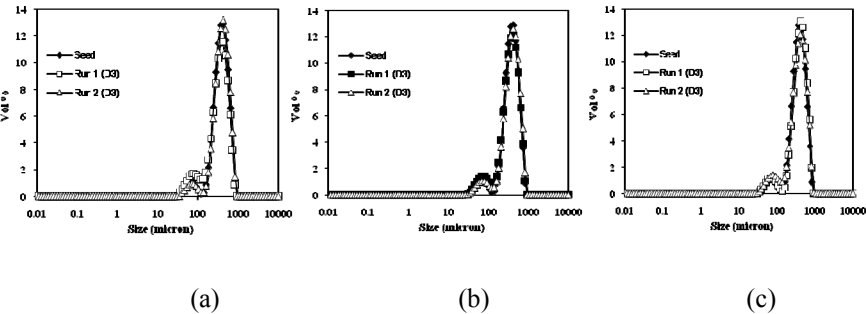 14
12
10
8
6
4
2
0
Vol %
Seed
Run 1 (D3)
Run 2 (D3)
0.01 0.1 1 10 100 1000 10000
Size (micron)
(a)
14
12
10
8
6
4
2
0
Vol %
Seed
Run 1 (D3)
Run 2 (D3)
0.01 0.1 1 10 100 1000 10000
Size (micron)
(b)
14
12
10
8
6
4
2
0
Vol %
Seed
Run 1 (D3)
Run 2 (D3)
0.01 0.1 1 10 100 1000 10000
Size (micron)
(c)